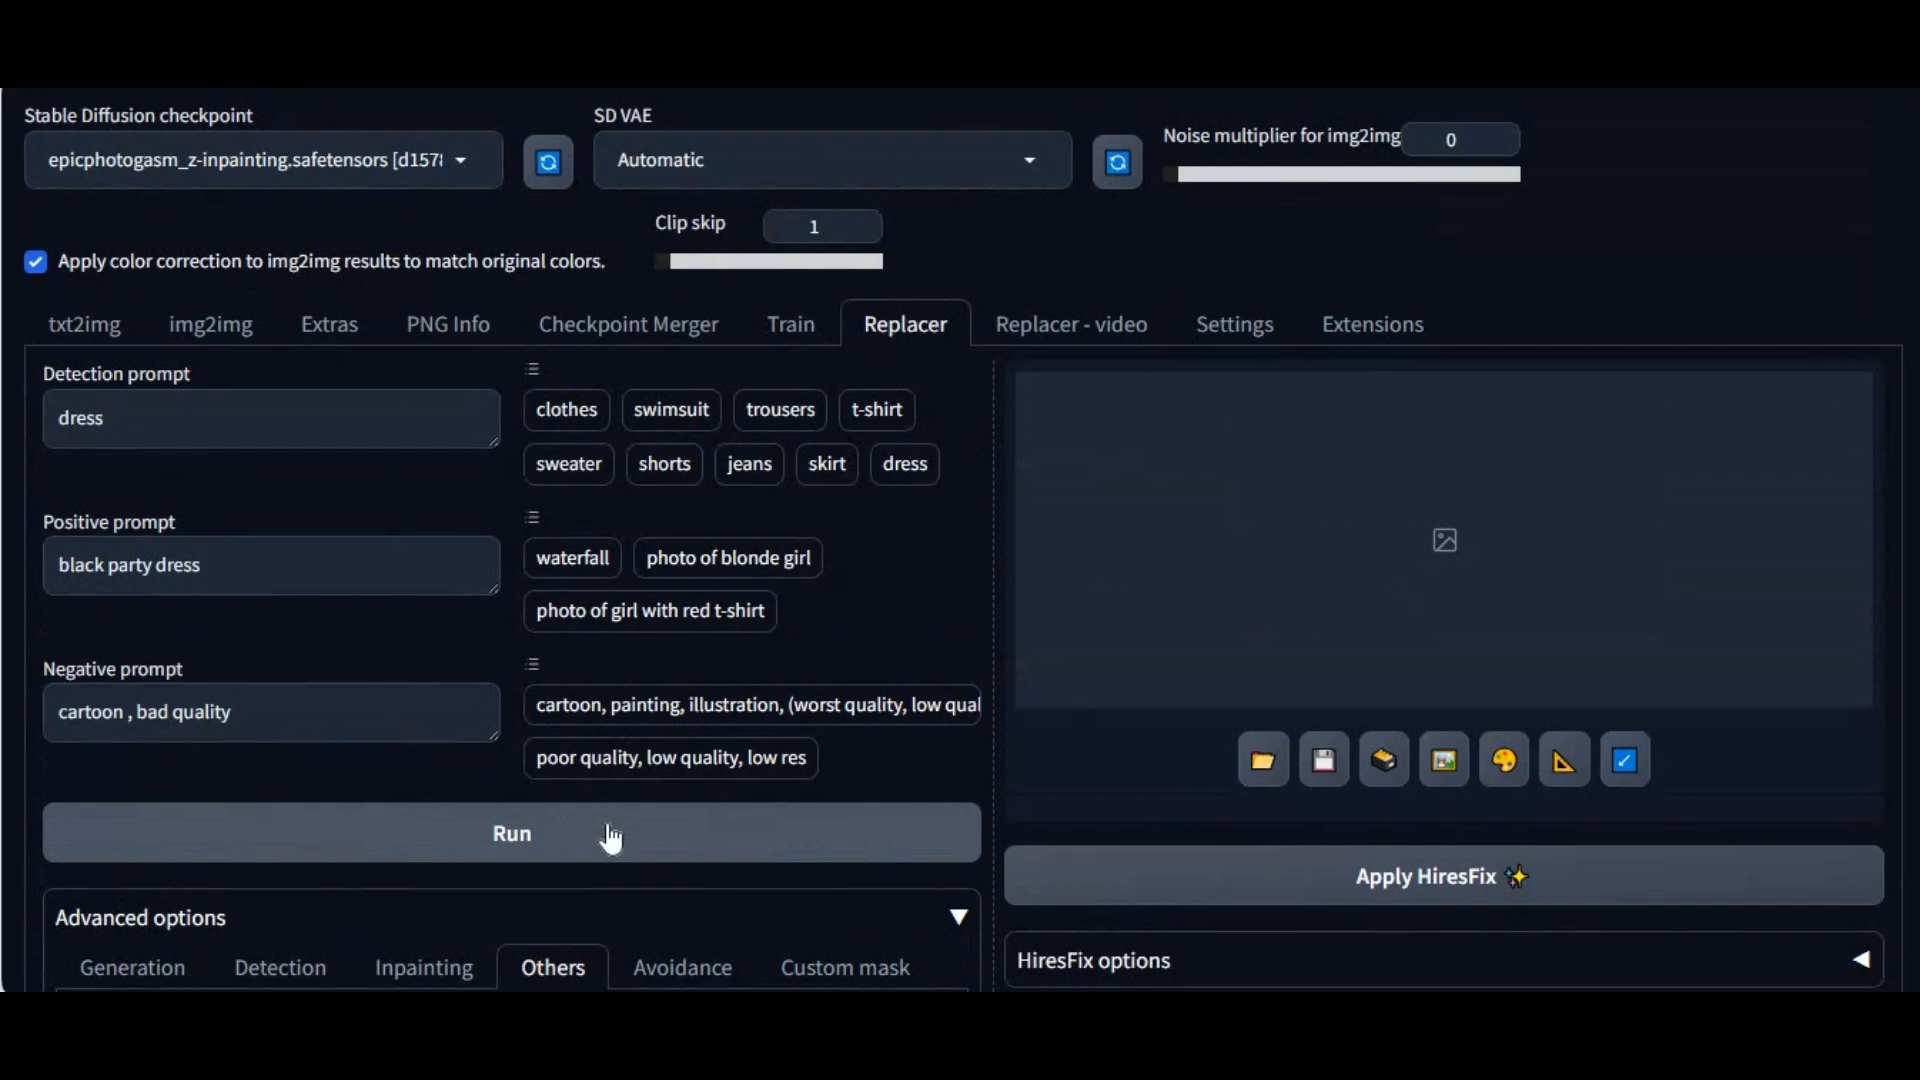 Stable Diffusion checkpoint
epicphotogasm_z-inpainting.safetensors [d157
SD VAE
Automatic
Noise multiplier for img2img
0
Clip skip
1
Apply color correction to img2img results to match original colors.
txt2img img2img Extras PNG Info Checkpoint Merger Train Replacer Replacer - video Settings Extensions
Detection prompt
dress
clothes swimsuit trousers t-shirt
sweater shorts jeans skirt dress
Positive prompt
black party dress
waterfall photo of blonde girl
photo of girl with red t-shirt
Negative prompt
cartoon , bad quality
cartoon, painting, illustration, (worst quality, low qual
poor quality, low quality, low res
Run
Apply HiresFix ✨
Advanced options
Generation Detection Inpainting Others Avoidance Custom mask
HiresFix options